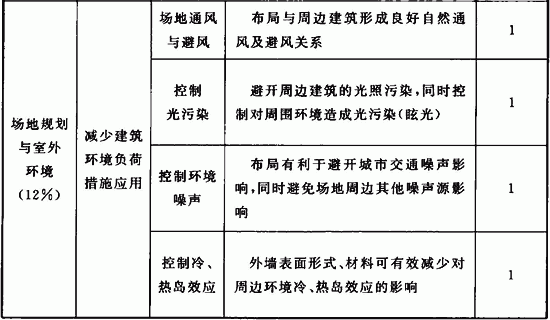 场地规划
与室外
环境
(12%)
减少建筑
环境负荷
措施应用
场地通风
与避风
布局与周边建筑形成良好自然通
风及避风关系
1
控制
光污染
避开周边建筑的光照污染,同时控
制对周围环境造成光污染(眩光)
1
控制环境
噪声
布局有利于避开城市交通噪声影
响,同时避免场地周边其他噪声源影
响
1
控制冷、
热岛效应
外墙表面形式、材料可有效减少对
周边环境冷、热岛效应的影响
1